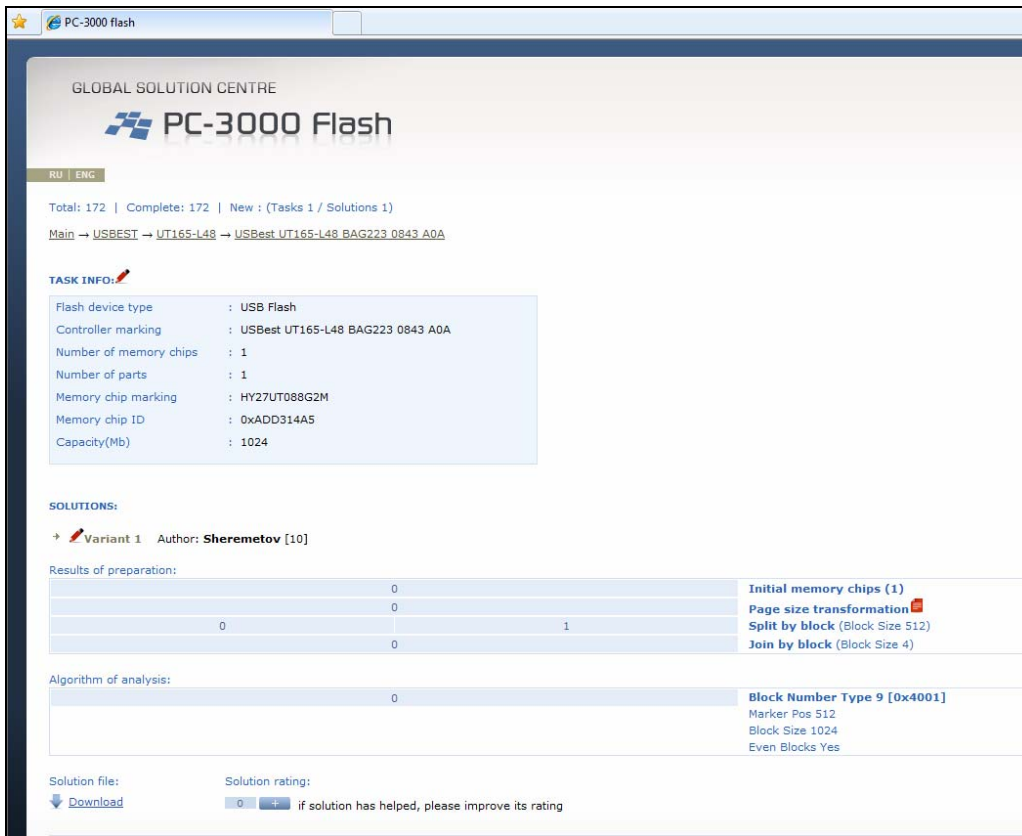 PC-3000 flash
GLOBAL SOLUTION CENTRE
PC-3000 Flash
RU | ENG
Total: 172 | Complete: 172 | New : (Tasks 1 / Solutions 1)
Main → USBEST → UT165-L48 → USBest UT165-L48 BAG223 0843 A0A
TASK INFO:
Flash device type : USB Flash
Controller marking : USBest UT165-L48 BAG223 0843 A0A
Number of memory chips : 1
Number of parts : 1
Memory chip marking : HY27UT088G2M
Memory chip ID : 0xADD314A5
Capacity(Mb) : 1024
SOLUTIONS:
Variant 1 Author: Sheremetov [10]
Results of preparation:
0 Initial memory chips (1)
0 Page size transformation
0 1 Split by block (Block Size 512)
0 Join by block (Block Size 4)
Algorithm of analysis:
0 Block Number Type 9 [0x4001]
Marker Pos 512
Block Size 1024
Even Blocks Yes
Solution file: Solution rating:
Download 0 + if solution has helped, please improve its rating